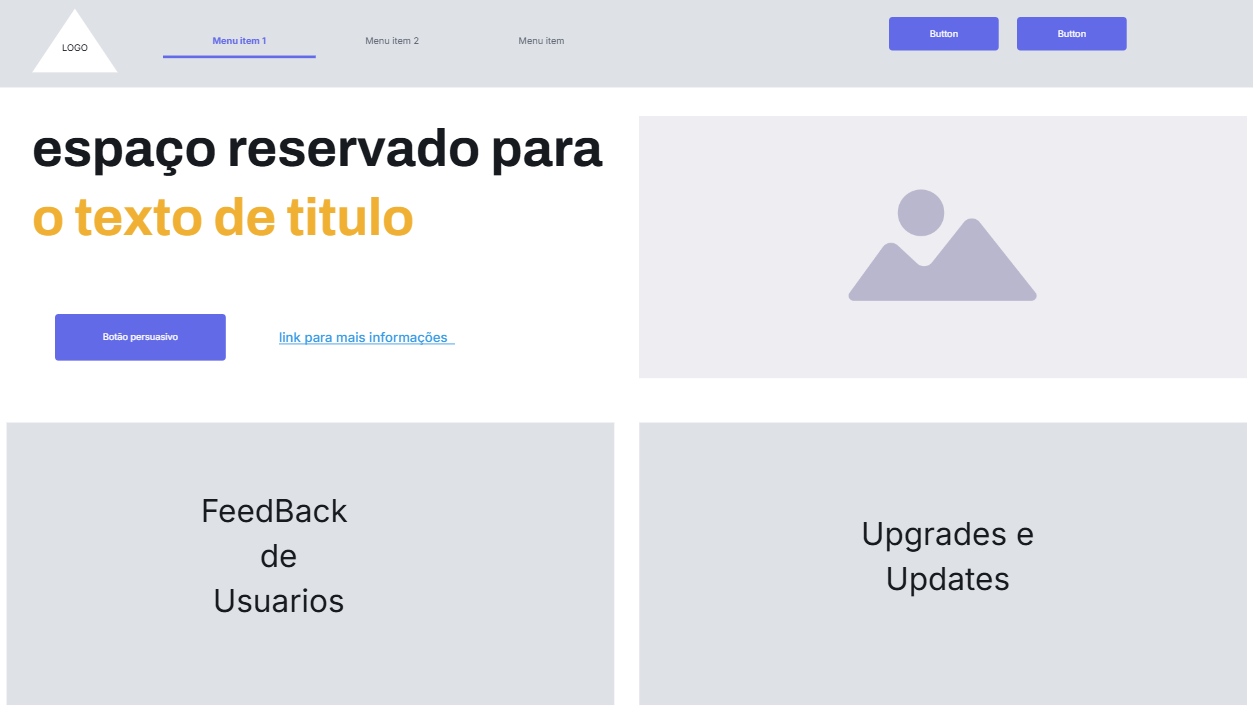 LOGO
Menu item 1
Menu item 2
Menu item
Button
Button
espaço reservado para
o texto de titulo
Botão persuasivo
link para mais informações
FeedBack
de
Usuarios
Upgrades e
Updates